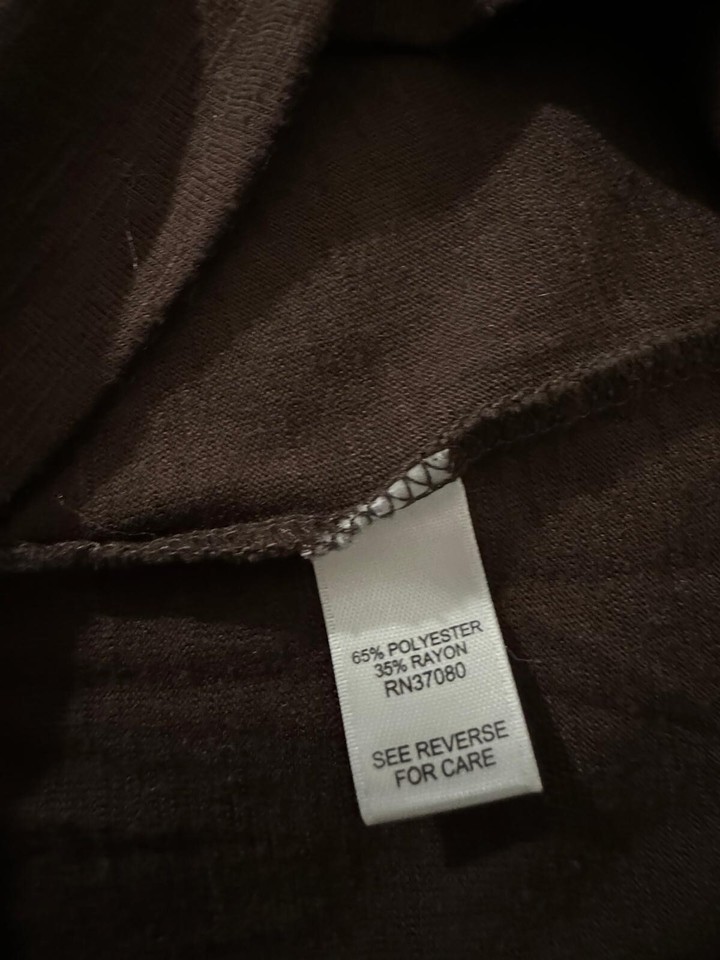 65% POLYESTER
35% RAYON
RN37080
SEE REVERSE
FOR CARE